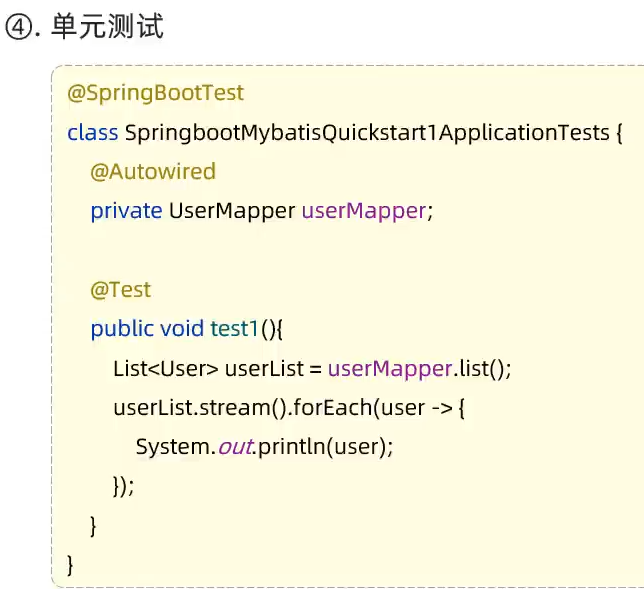 ④. 单元测试
@SpringBootTest
class SpringbootMybatisQuickstart1ApplicationTests {
@Autowired
private UserMapper userMapper;
@Test
public void test1(){
List<User> userList = userMapper.list();
userList.stream().forEach(user -> {
System.out.println(user);
});
}
}